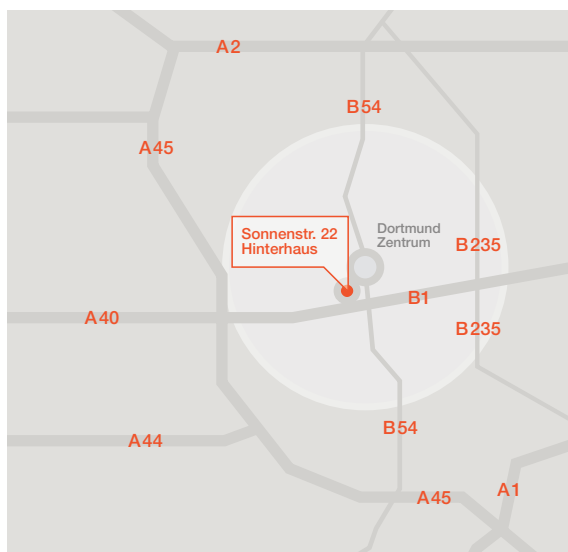 A2
B54
A45
Sonnenstr. 22
Hinterhaus
Dortmund
Zentrum
B235
B1
A40
B235
B54
A44
A45
A1